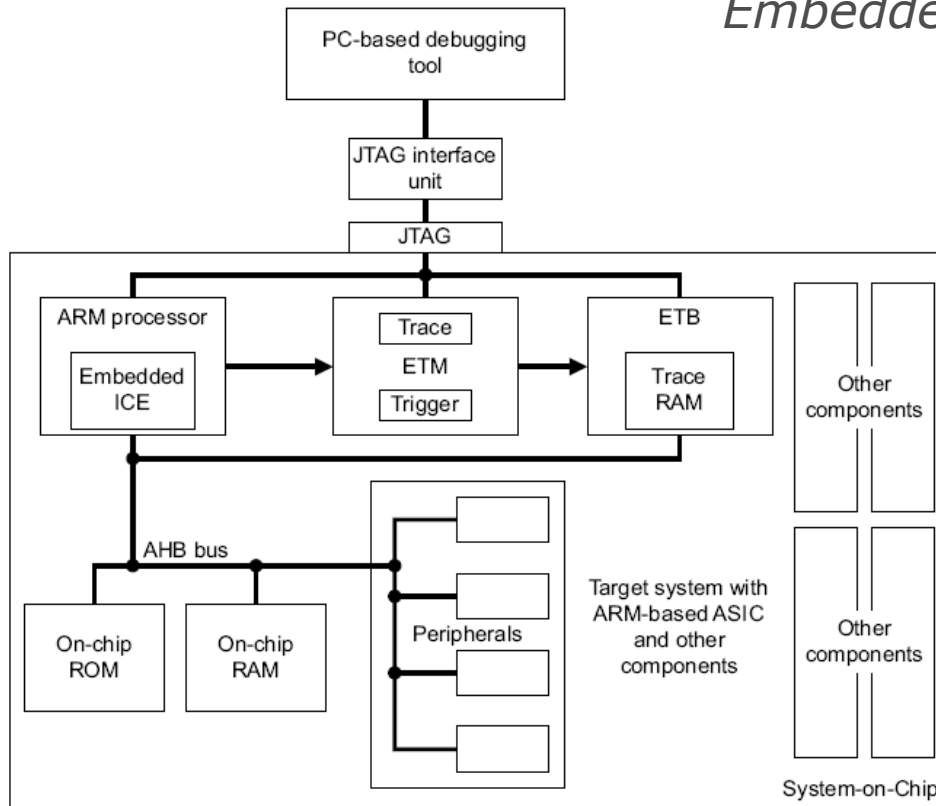 Embedde
PC-based debugging
tool
JTAG interface
unit
JTAG
ARM processor
Embedded
ICE
Trace
ETM
Trigger
ETB
Trace
RAM
Other
components
AHB bus
On-chip
ROM
On-chip
RAM
Peripherals
Target system with
ARM-based ASIC
and other
components
Other
components
System-on-Chip